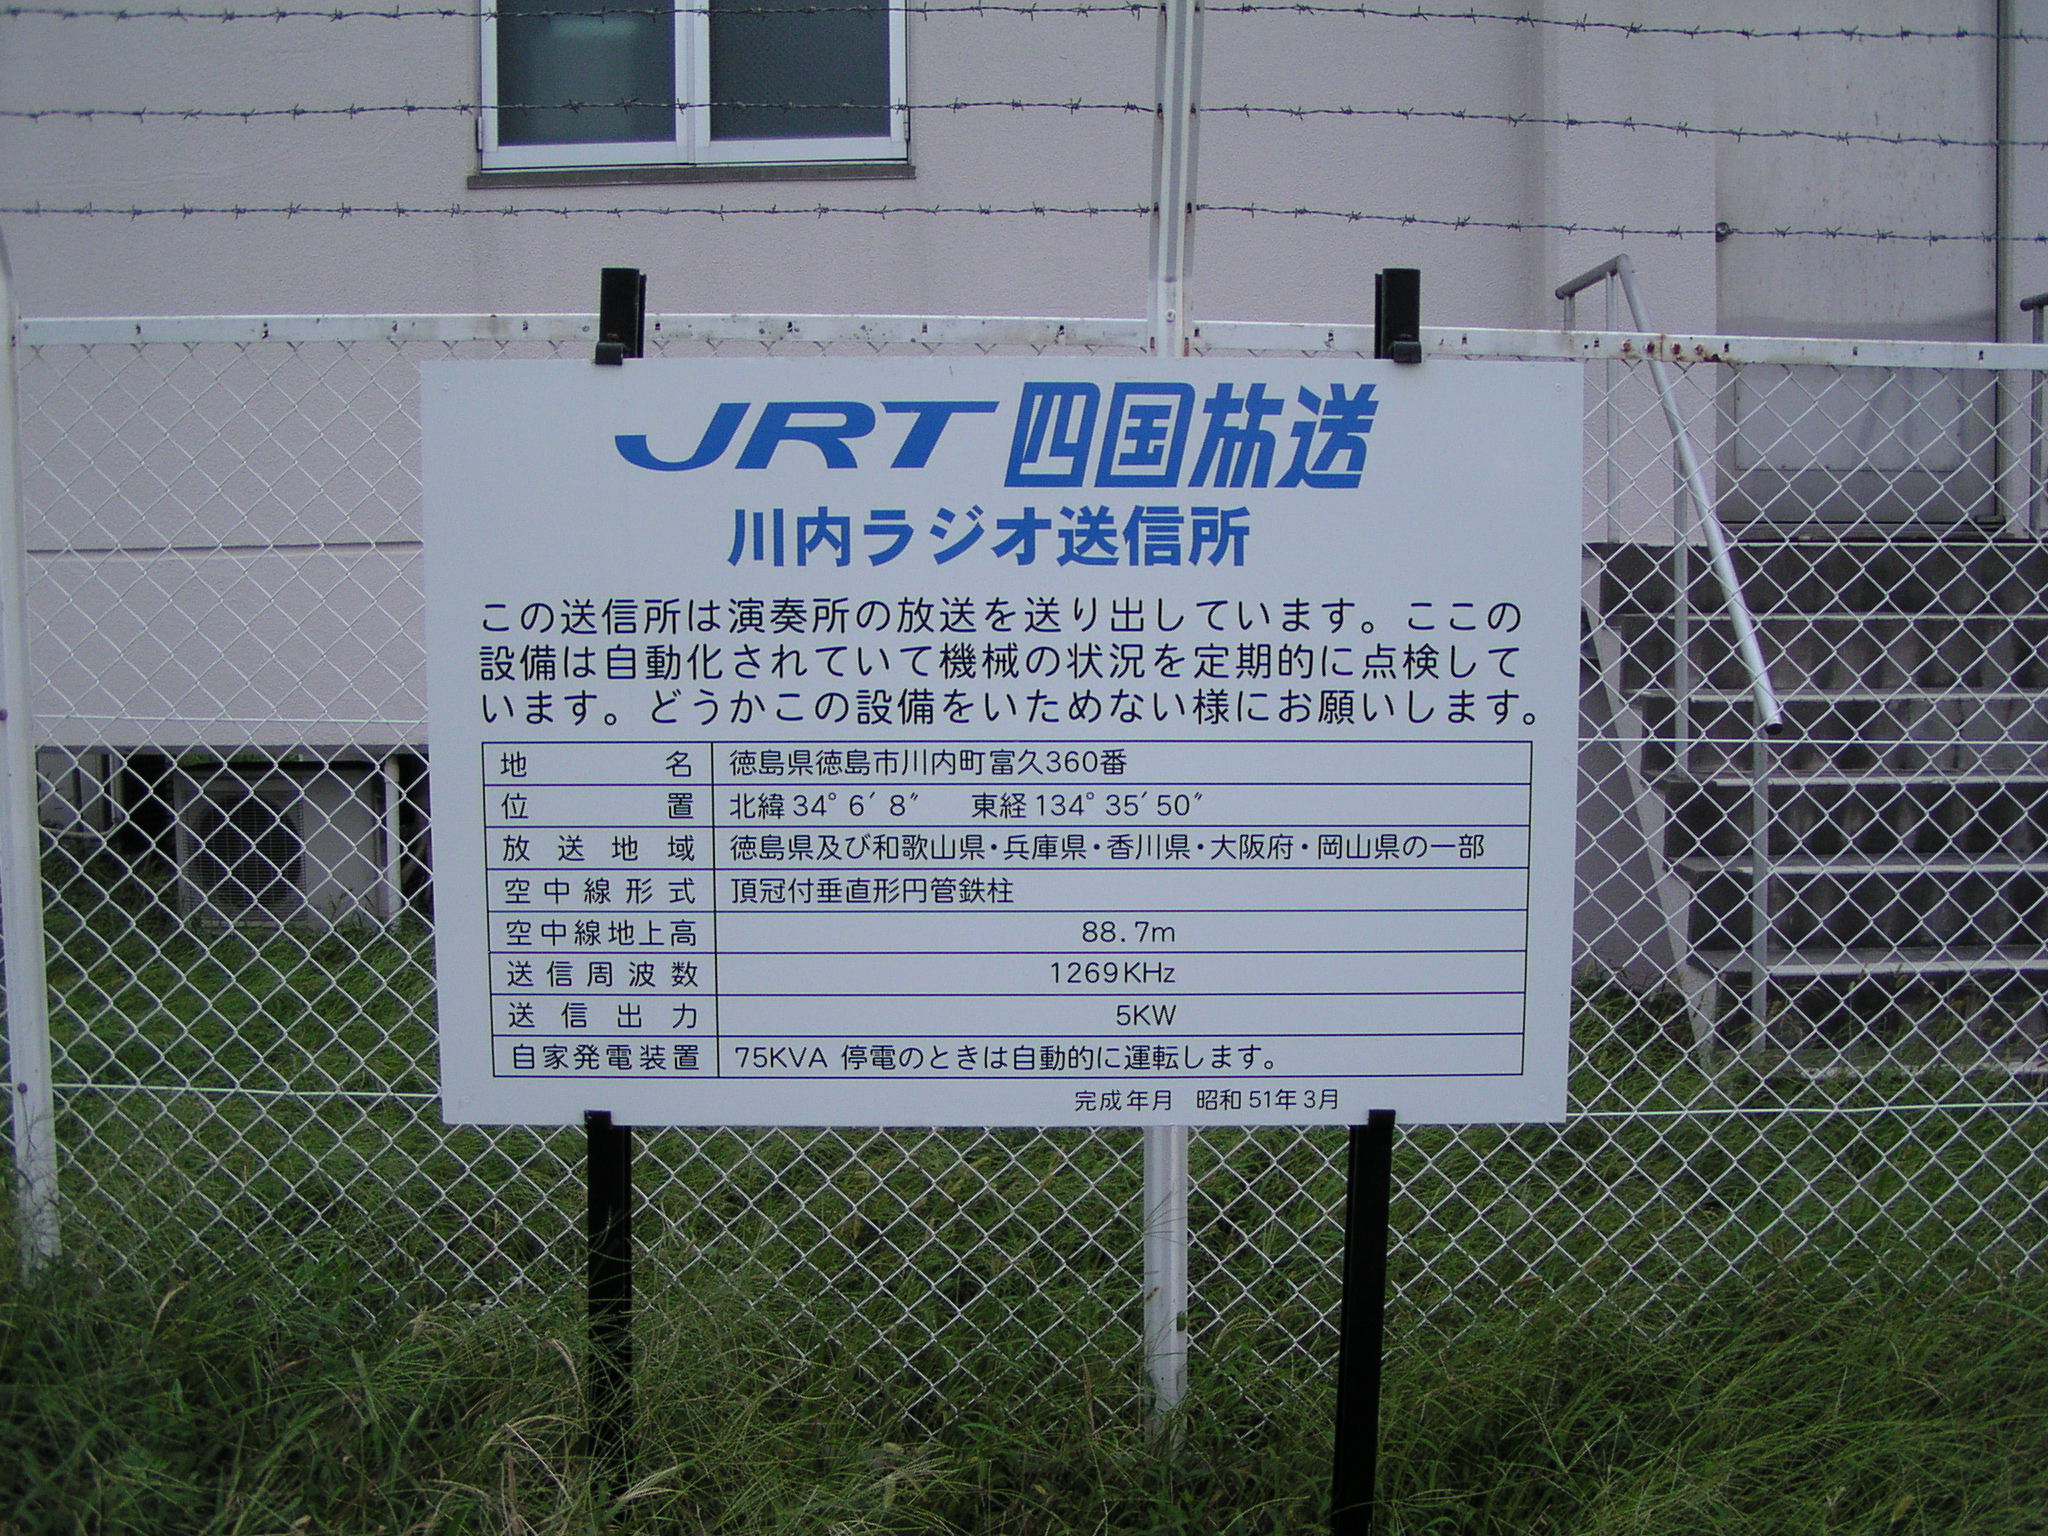 JRT 四国放送
川内ラジオ送信所
この送信所は演奏所の放送を送り出しています。ここの
設備は自動化されていて機械の状況を定期的に点検して
います。どうかこの設備をいためない様にお願いします。
地名 徳島県徳島市川内町富久360番
位置 北緯34°6′8″ 東経134°35′50″
放送地域 徳島県及び和歌山県・兵庫県・香川県・大阪府・岡山県の一部
空中線形式 頂冠付垂直形円管鉄柱
空中線地上高 88.7m
送信周波数 1269KHz
送信出力 5KW
自家発電装置 75KVA 停電のときは自動的に運転します。
完成年月 昭和51年3月